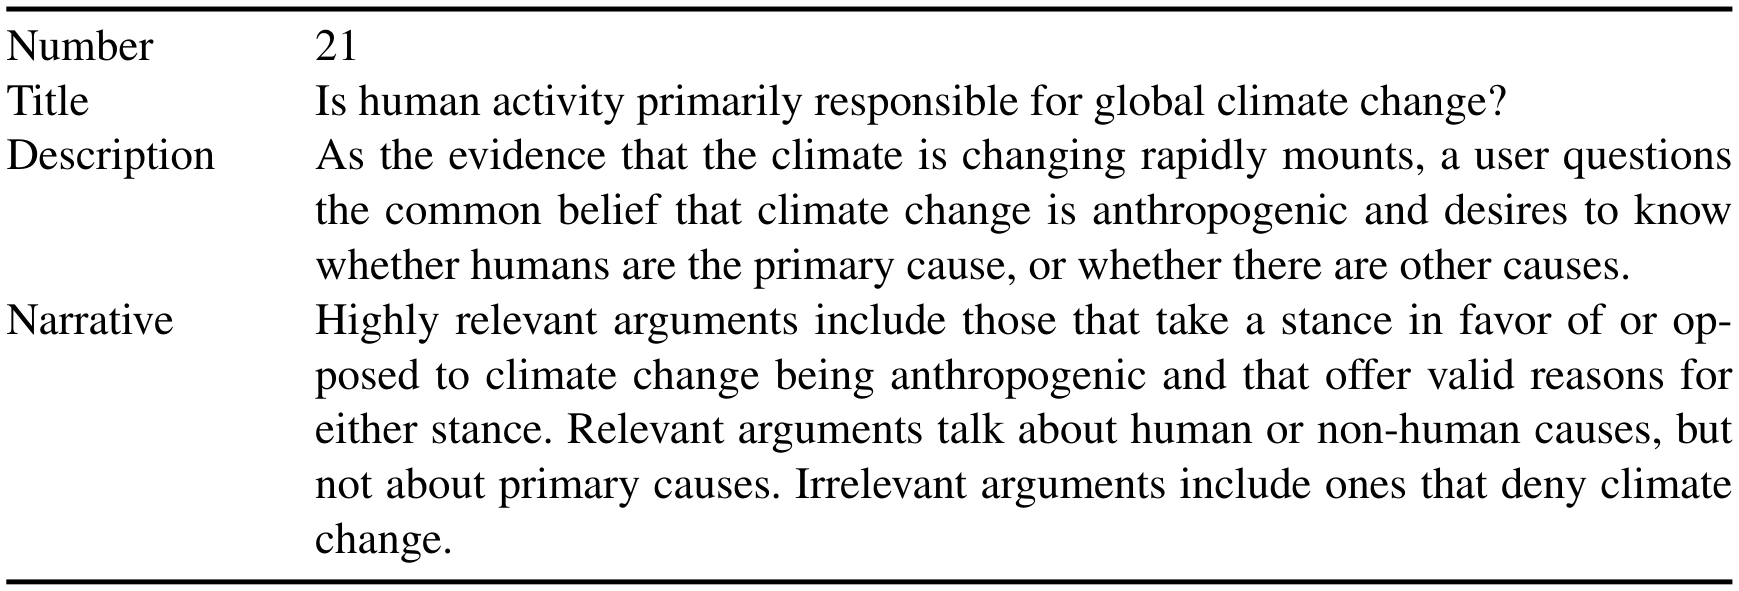 Number 21
Title Is human activity primarily responsible for global climate change?
Description As the evidence that the climate is changing rapidly mounts, a user questions
the common belief that climate change is anthropogenic and desires to know
whether humans are the primary cause, or whether there are other causes.
Narrative Highly relevant arguments include those that take a stance in favor of or op-
posed to climate change being anthropogenic and that offer valid reasons for
either stance. Relevant arguments talk about human or non-human causes, but
not about primary causes. Irrelevant arguments include ones that deny climate
change.